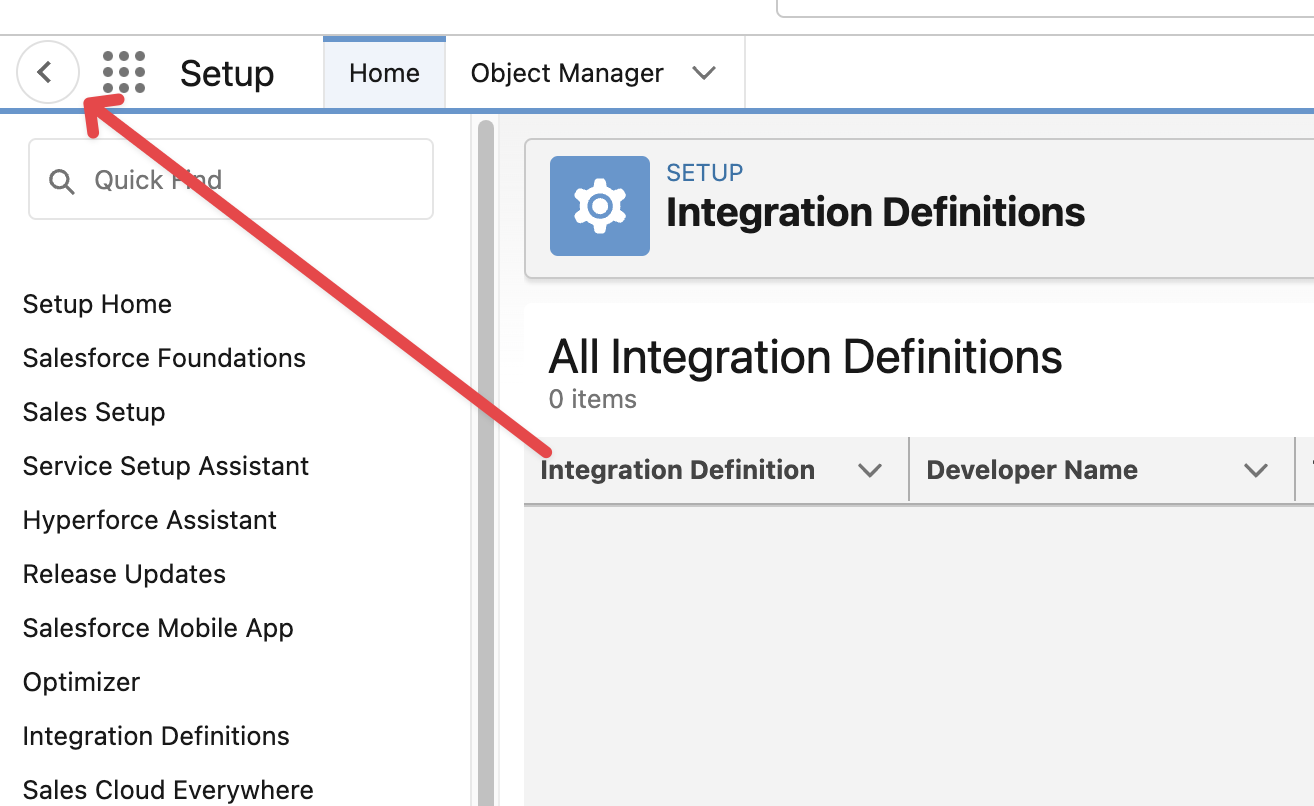 Setup
Home
Object Manager
Quick Find
Setup Home
Salesforce Foundations
Sales Setup
Service Setup Assistant
Hyperforce Assistant
Release Updates
Salesforce Mobile App
Optimizer
Integration Definitions
Sales Cloud Everywhere
SETUP
Integration Definitions
All Integration Definitions
0 items
Integration Definition
Developer Name